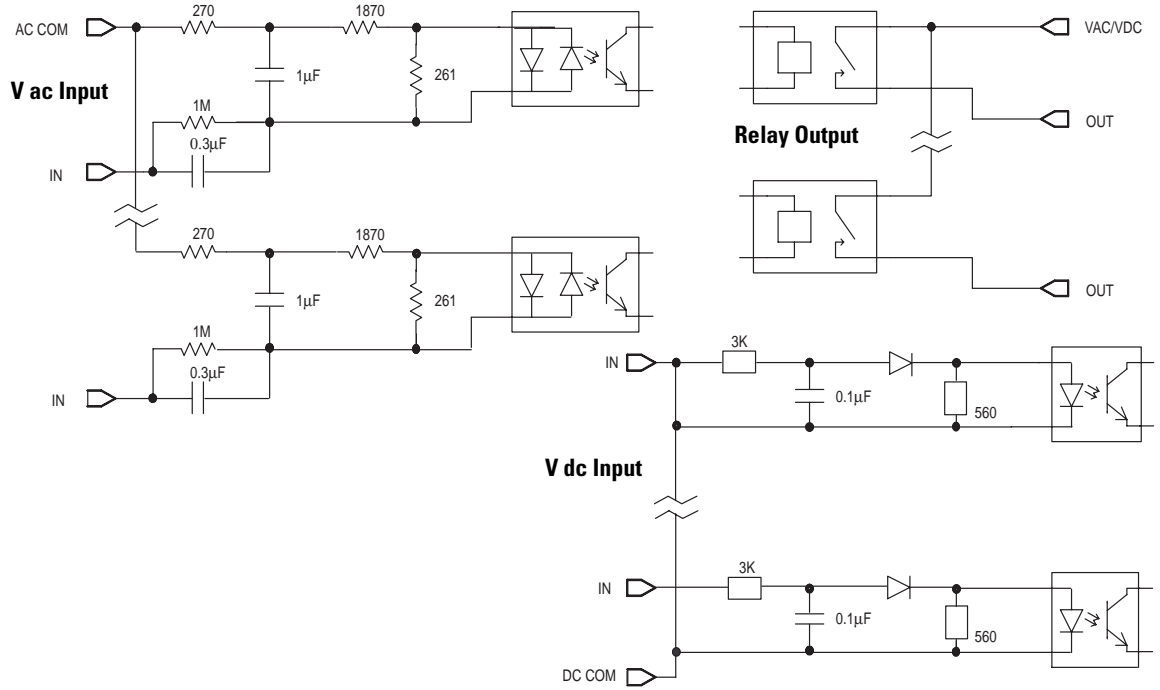 270
1870
AC COM
1µF
261
V ac Input
1M
0.3µF
IN
270
1870
1µF
261
1M
0.3µF
IN
VAC/VDC
OUT
Relay Output
OUT
IN
3K
0.1µF
560
V dc Input
IN
3K
0.1µF
560
DC COM